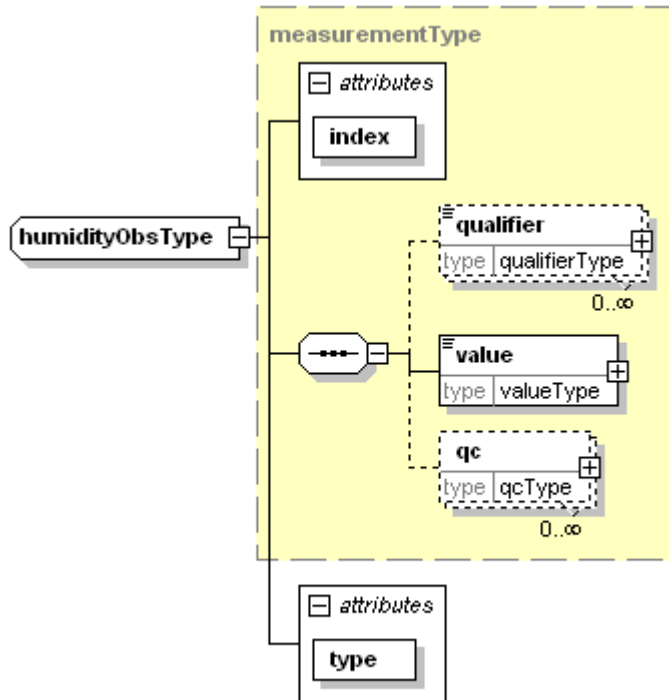 measurementType
attributes
index
humidityObsType
qualifier
type qualifierType
0..∞
value
type valueType
qc
type qcType
0..∞
attributes
type